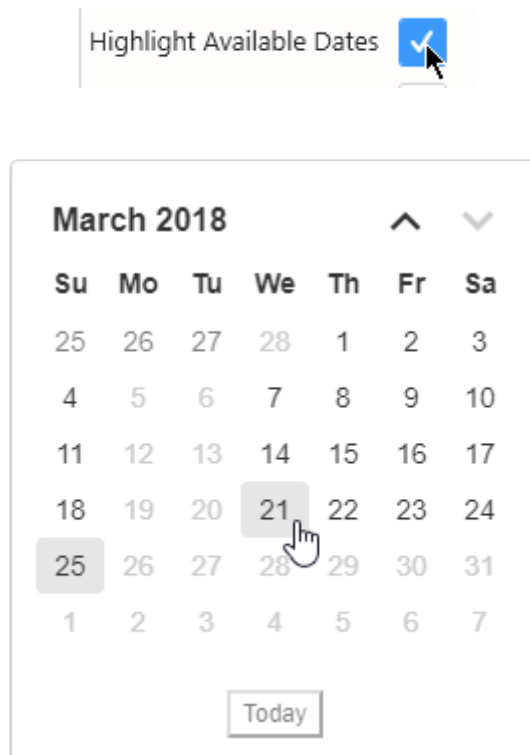 Highlight Available Dates
March 2018
Su Mo Tu We Th Fr Sa
25 26 27 28 1 2 3
4 5 6 7 8 9 10
11 12 13 14 15 16 17
18 19 20 21 22 23 24
25 26 27 28 29 30 31
1 2 3 4 5 6 7
Today